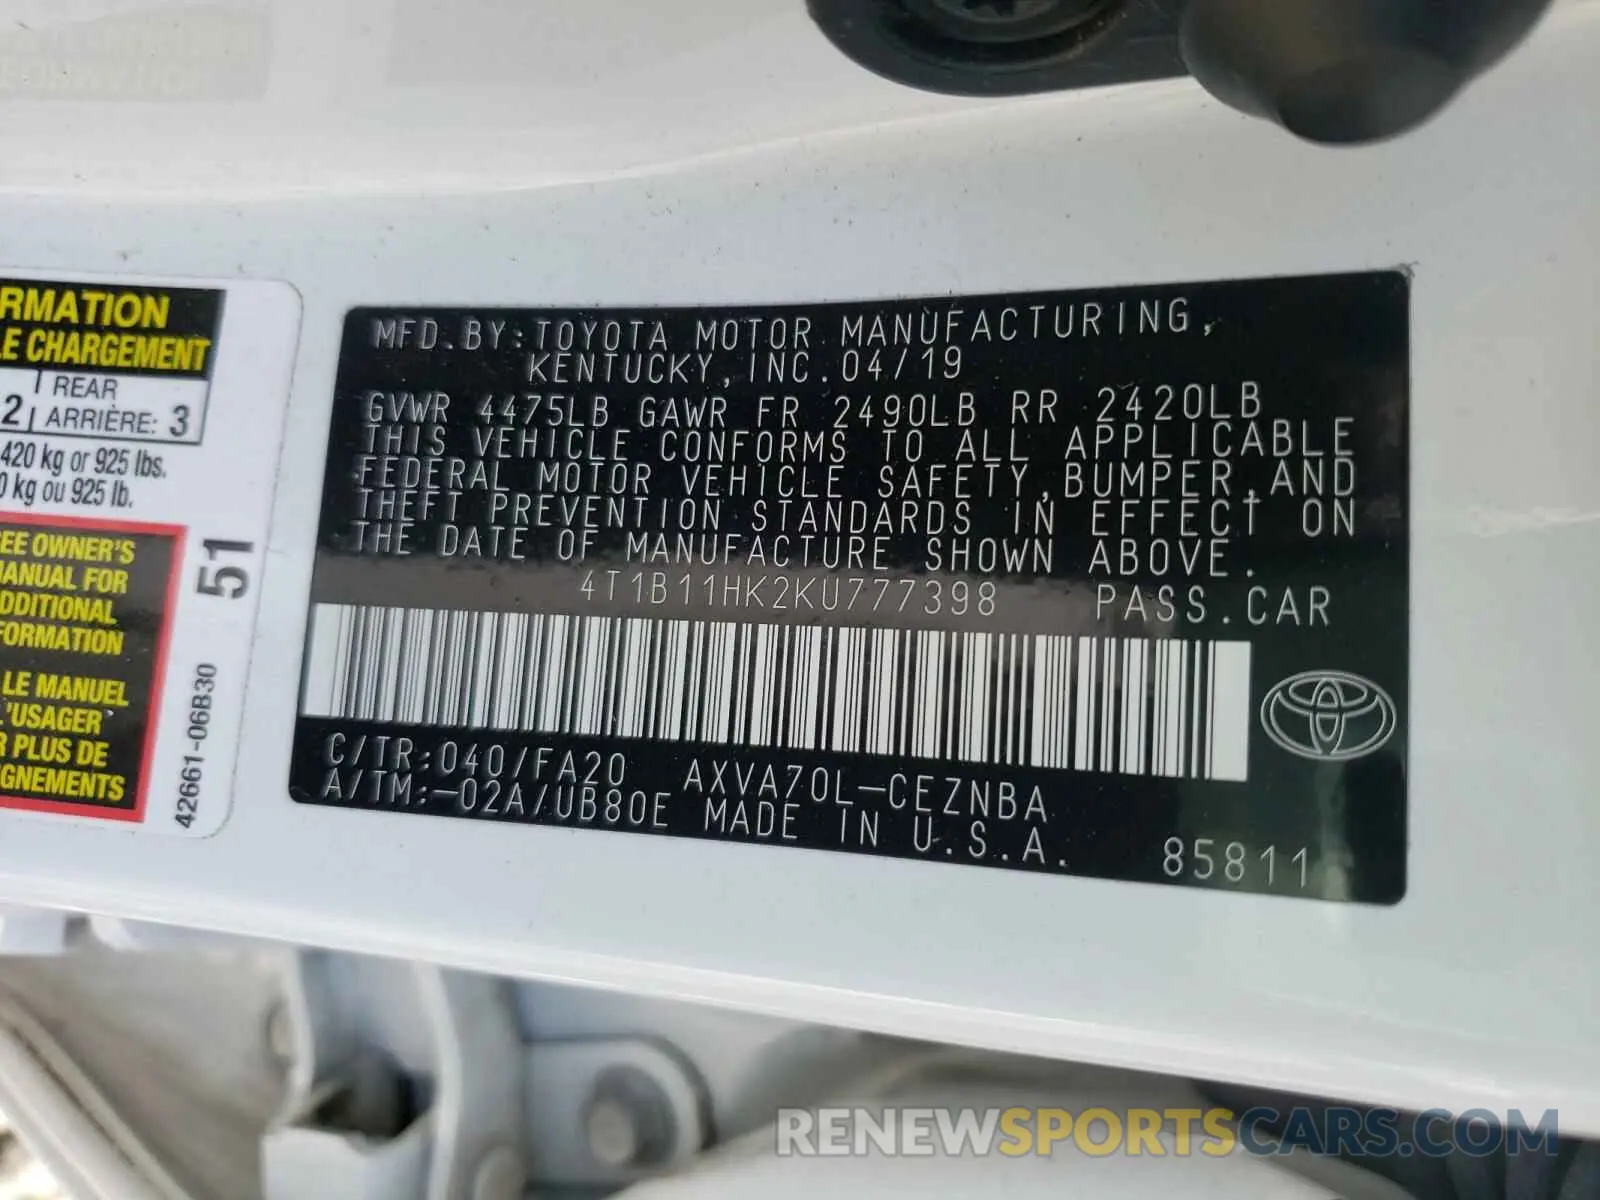 RMATION
LE CHARGEMENT
2 REAR
ARRIÈRE: 3
420 kg or 925 lbs.
0 kg ou 925 lb.
EE OWNER'S
MANUAL FOR
DDITIONAL
FORMATION
LE MANUEL
L'USAGER
R PLUS DE
GNEMENTS
51
42661-06B30
MFD. BY: TOYOTA MOTOR MANUFACTURING,
KENTUCKY, INC. 04/19
GVWR 4475LB GAWR FR 2490LB RR 2420LB
THIS VEHICLE CONFORMS TO ALL APPLICABLE
FEDERAL MOTOR VEHICLE SAFETY, BUMPER, AND
THEFT PREVENTION STANDARDS IN EFFECT ON
THE DATE OF MANUFACTURE SHOWN ABOVE.
4T1B11HK2KU777398 PASS.CAR
C/TR:040/FA20 AXVA70L-CEZNBA
A/TM:-02A/UB80E MADE IN U.S.A.
85811
RENEWSPORTSCARS.COM